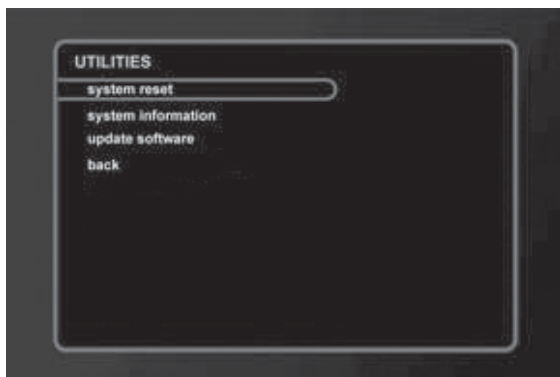 UTILITIES
system reset
system information
update software
back